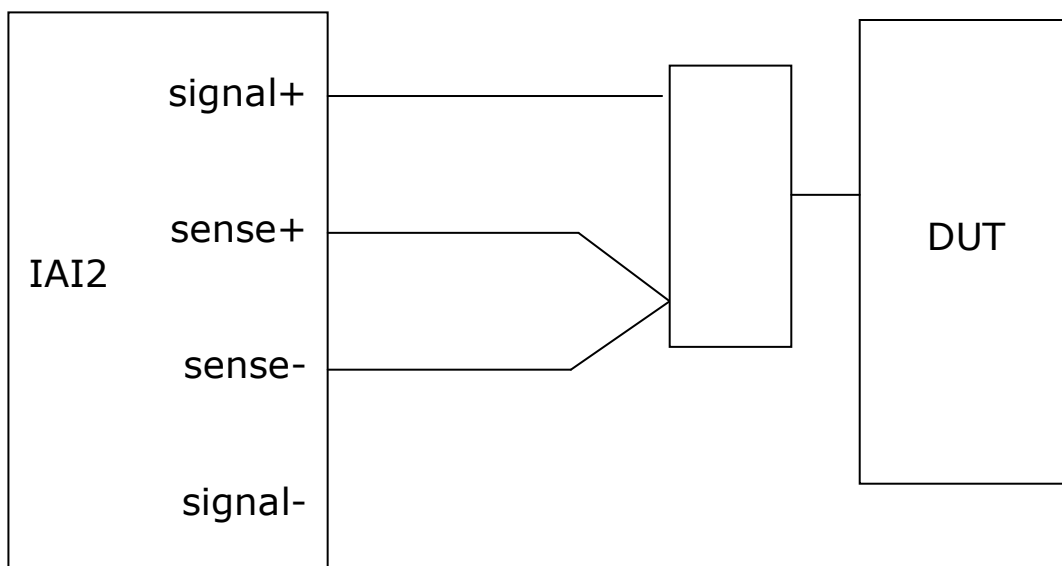 signal+
sense+
IAI2
DUT
sense-
signal-